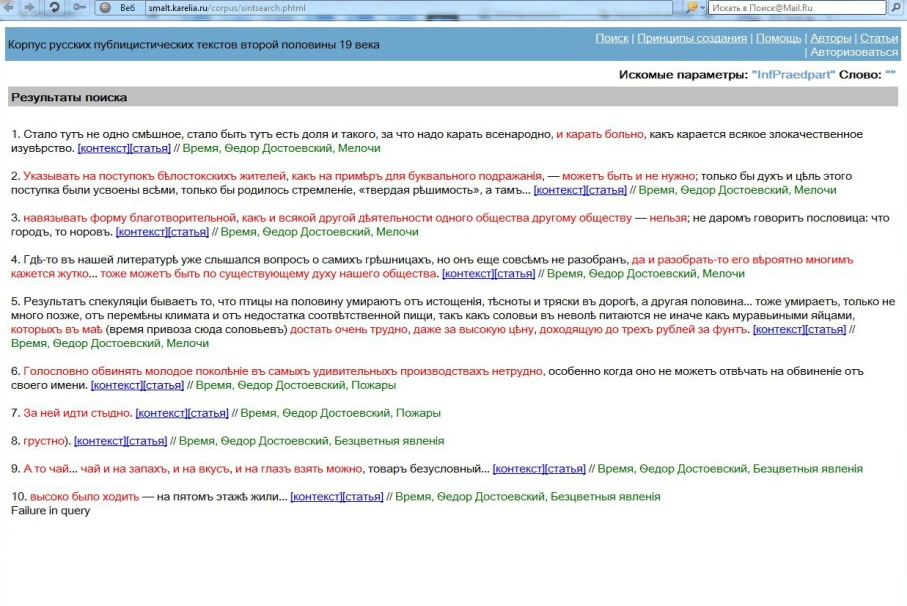 Веб smalt.karelia.ru/corpus/sintsearch.phtml Искать в Поиск@Mail.Ru
Поиск | Принципы создания | Помощь | Авторы | Статьи
Корпус русских публицистических текстов второй половины 19 века
| Авторизоваться
Искомые параметры: "InfPraedpart" Слово: ""
Результаты поиска
1. Стало тутъ не одно смѣшное, стало быть тутъ есть доля и такого, за что надо карать всенародно, и карать больно, какъ карается всякое злокачественное
изувѣрство. [контекст][статья] // Время, Ѳедор Достоевский, Мелочи
2. Указывать на поступокъ бѣлостокскихъ жителей, какъ на примѣръ для буквального подражанія, — можетъ быть и не нужно; только бы духъ и цѣль этого
поступка были усвоены всѣми, только бы родилось стремленіе, «твердая рѣшимость», а тамъ... [контекст][статья] // Время, Ѳедор Достоевский, Мелочи
3. навязывать форму благотворительной, какъ и всякой другой дѣятельности одного общества другому обществу — нельзя; не даромъ говоритъ пословица: что
городъ, то норовъ. [контекст][статья] // Время, Ѳедор Достоевский, Мелочи
4. Гдѣ-то въ нашей литературѣ уже слышался вопросъ о самихъ грѣшницахъ, но онъ еще совсѣмъ не разобранъ, да и разобрать-то его вѣроятно многимъ
кажется жутко... тоже можетъ быть по существующему духу нашего общества. [контекст][статья] // Время, Ѳедор Достоевский, Мелочи
5. Результатъ спекуляціи бываетъ то, что птицы на половину умираютъ отъ истощенія, тѣсноты и тряски въ дорогѣ, а другая половина... тоже умираетъ, только не
много позже, отъ перемѣны климата и отъ недостатка соотвѣтственной пищи, такъ какъ соловьи въ неволѣ питаются не иначе какъ муравьиными яйцами,
которыхъ въ маѣ (время привоза сюда соловьевъ) достать очень трудно, даже за высокую цѣну, доходящую до трехъ рублей за фунтъ. [контекст][статья] //
Время, Ѳедор Достоевский, Мелочи
6. Голословно обвинять молодое поколѣніе въ самыхъ удивительныхъ производствахъ нетрудно, особенно когда оно не можетъ отвѣчать на обвиненіе отъ
своего имени. [контекст][статья] // Время, Ѳедор Достоевский, Пожары
7. За ней идти стыдно. [контекст][статья] // Время, Ѳедор Достоевский, Пожары
8. грустно). [контекст][статья] // Время, Ѳедор Достоевский, Безцветныя явленія
9. А то чай... чай и на запахъ, и на вкусъ, и на глазъ взять можно, товаръ безусловный... [контекст][статья] // Время, Ѳедор Достоевский, Безцветныя явленія
10. высоко было ходить — на пятомъ этажѣ жили... [контекст][статья] // Время, Ѳедор Достоевский, Безцветныя явленія
Failure in query